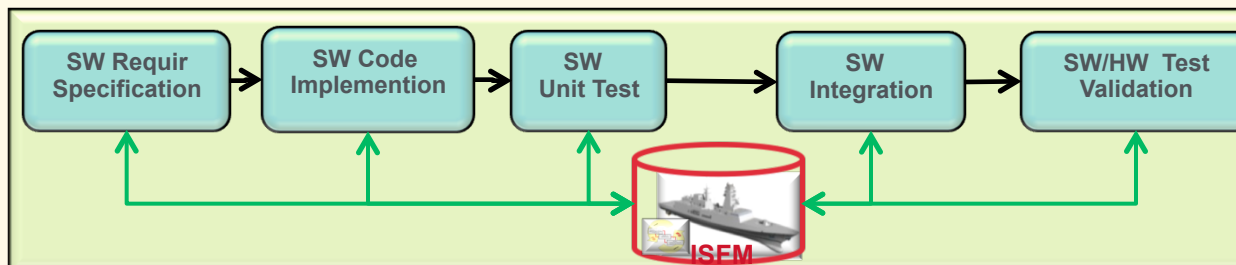 SW Requir
Specification
SW Code
Implemention
SW
Unit Test
SW
Integration
SW/HW Test
Validation
ISEM